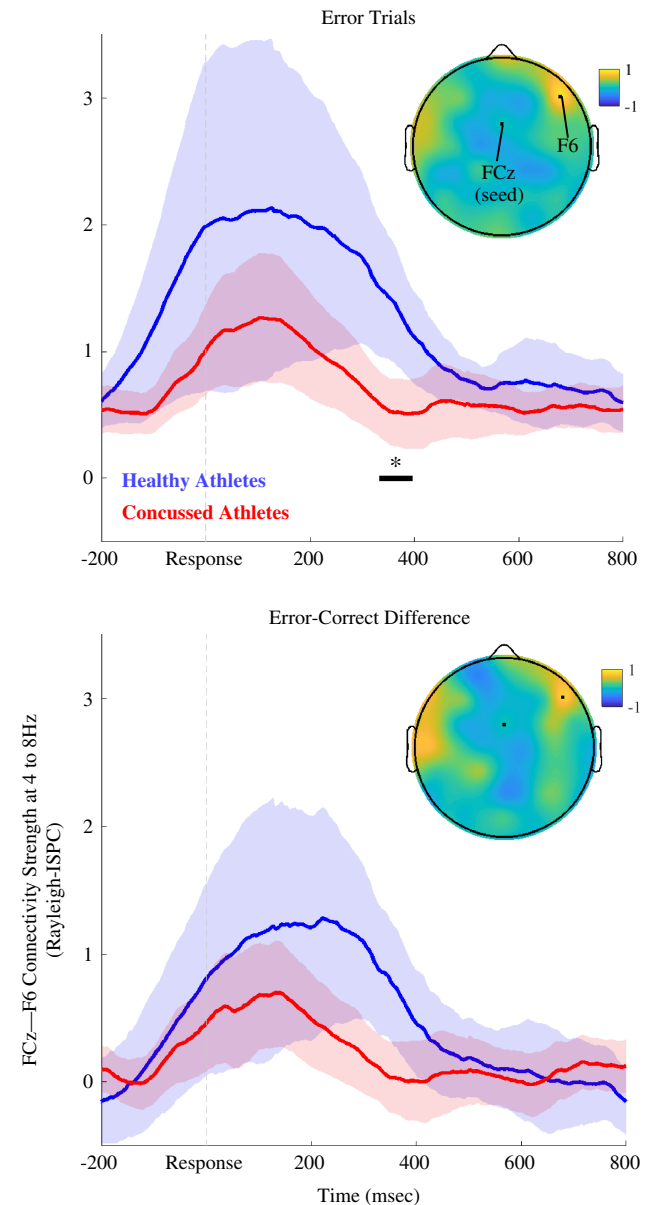 Error Trials
3
2
1
0
1
-1
F6
FCz
(seed)
*
Healthy Athletes
Concussed Athletes
-200
Response
200
400
600
800
Error-Correct Difference
FCz—F6 Connectivity Strength at 4 to 8Hz
(Rayleigh-ISPC)
3
2
1
0
1
-1
-200
Response
200
400
600
800
Time (msec)